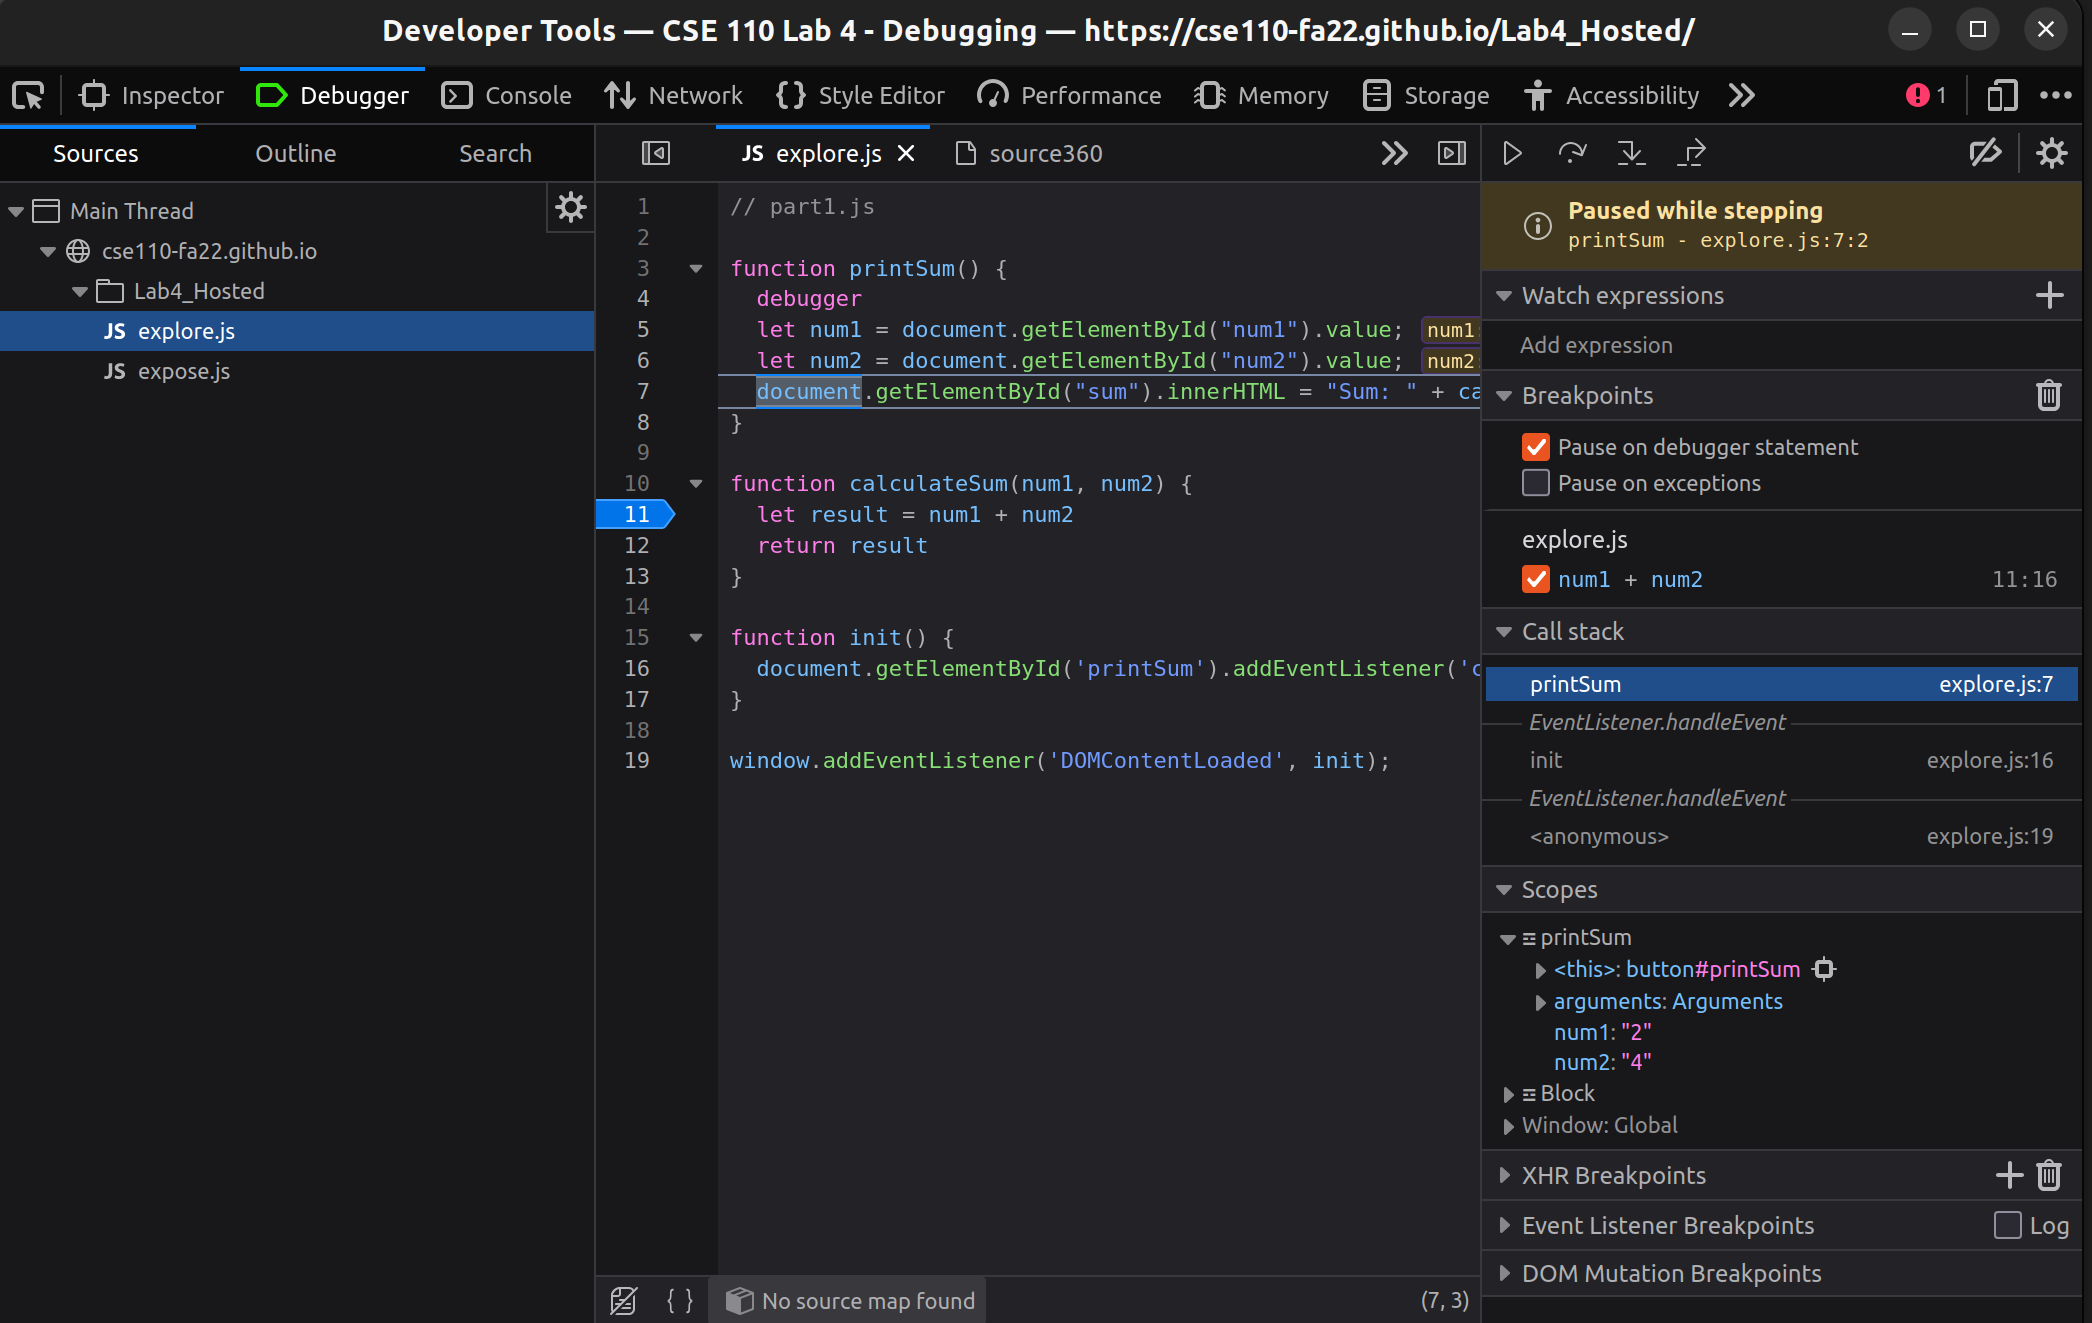 Developer Tools — CSE 110 Lab 4 - Debugging — https://cse110-fa22.github.io/Lab4_Hosted/
Inspector Debugger Console Network Style Editor Performance Memory Storage Accessibility 1
Sources Outline Search
Main Thread
cse110-fa22.github.io
Lab4_Hosted
JS explore.js
JS expose.js
JS explore.js source360
1 // part1.js
2
3 function printSum() {
4 debugger
5 let num1 = document.getElementById("num1").value; num1:
6 let num2 = document.getElementById("num2").value; num2:
7 document.getElementById("sum").innerHTML = "Sum: " + ca
8 }
9
10 function calculateSum(num1, num2) {
11 let result = num1 + num2
12 return result
13 }
14
15 function init() {
16 document.getElementById('printSum').addEventListener('c
17 }
18
19 window.addEventListener('DOMContentLoaded', init);
{ } No source map found (7, 3)
Paused while stepping
printSum - explore.js:7:2
Watch expressions
Add expression
Breakpoints
Pause on debugger statement
Pause on exceptions
explore.js
num1 + num2 11:16
Call stack
printSum explore.js:7
EventListener.handleEvent
init explore.js:16
EventListener.handleEvent
<anonymous> explore.js:19
Scopes
printSum
<this>: button#printSum
arguments: Arguments
num1: "2"
num2: "4"
Block
Window: Global
XHR Breakpoints
Event Listener Breakpoints Log
DOM Mutation Breakpoints